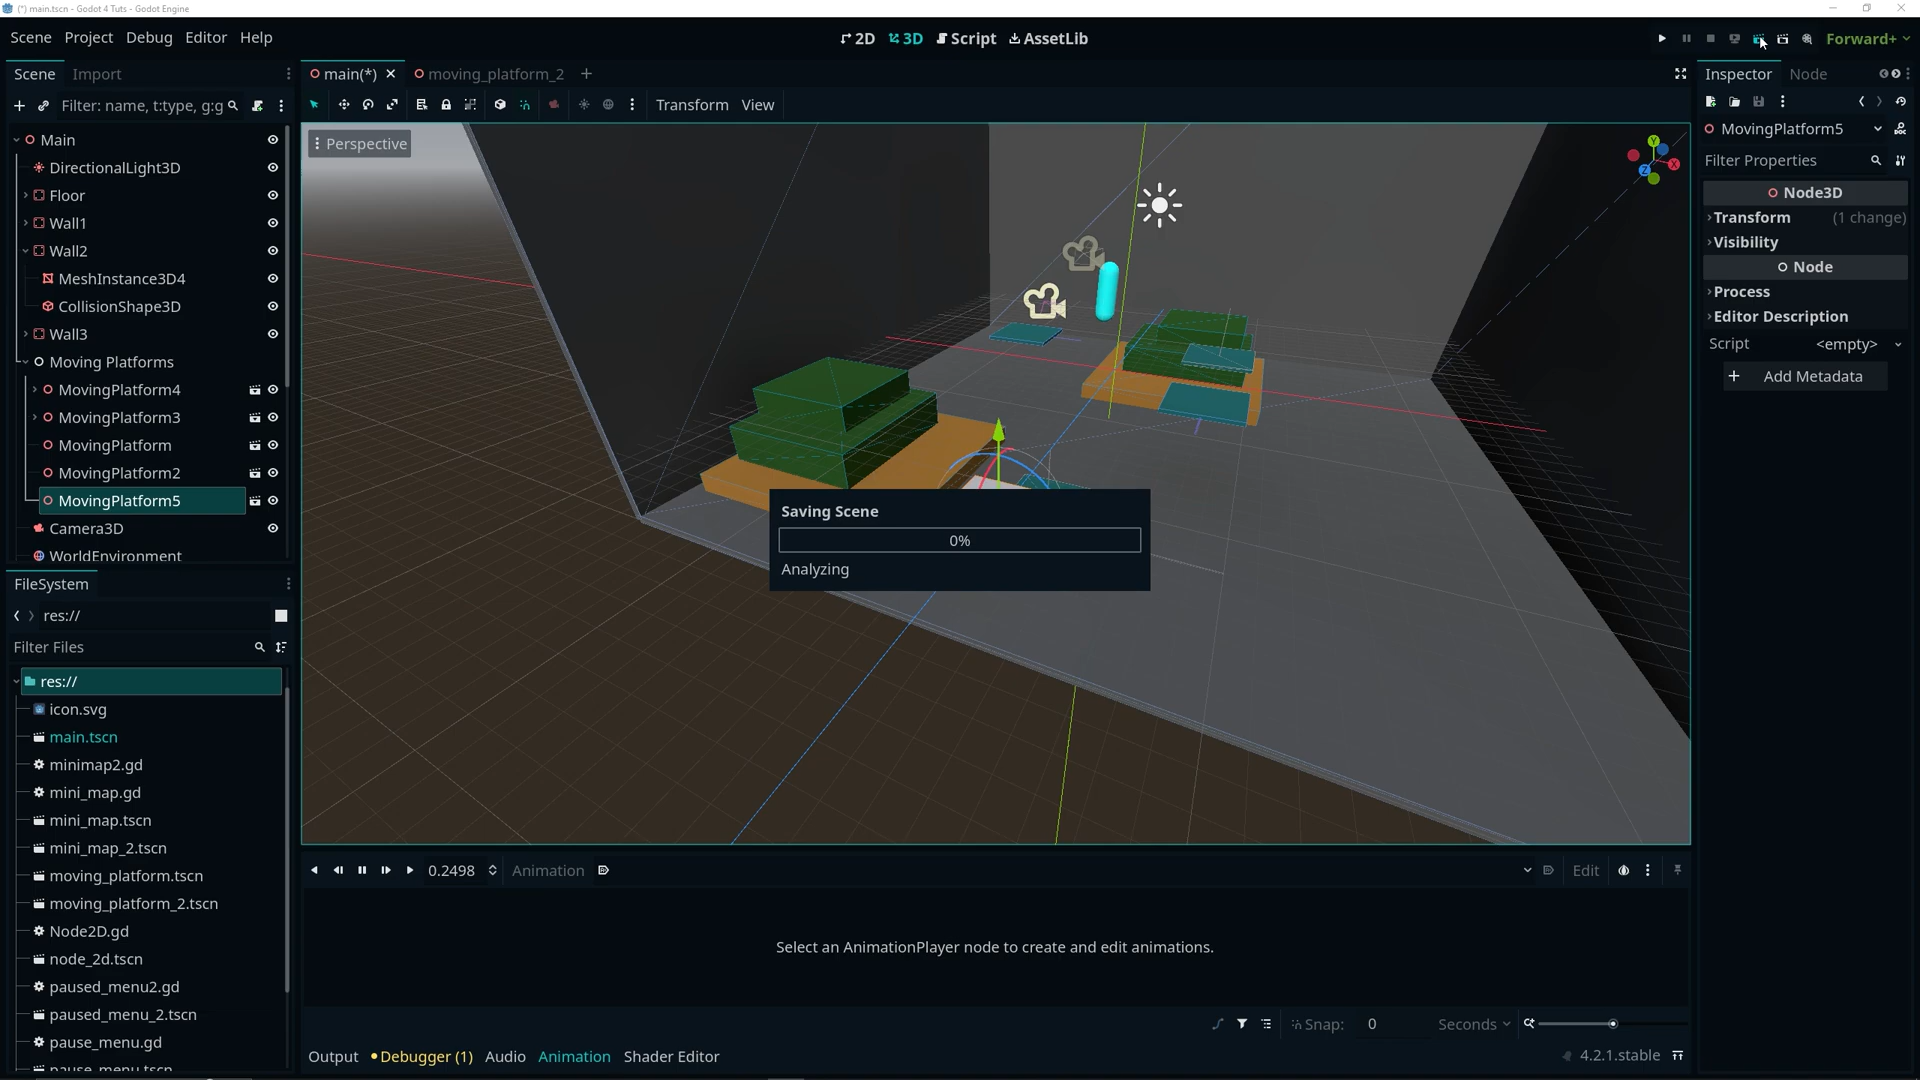 (*) main.tscn - Godot 4 Tuts - Godot Engine
Scene Project Debug Editor Help
2D 3D Script AssetLib
Forward+
Scene Import
main(*) moving_platform_2
Inspector Node
Filter: name, t:type, g:g
Transform View
Perspective
MovingPlatform5
Filter Properties
Node3D
Transform (1 change)
Visibility
Node
Process
Editor Description
Script <empty>
Add Metadata
Main
DirectionalLight3D
Floor
Wall1
Wall2
MeshInstance3D4
CollisionShape3D
Wall3
Moving Platforms
MovingPlatform4
MovingPlatform3
MovingPlatform
MovingPlatform2
MovingPlatform5
Camera3D
WorldEnvironment
Y
X
Z
Saving Scene
0%
Analyzing
FileSystem
res://
Filter Files
res://
icon.svg
main.tscn
minimap2.gd
mini_map.gd
mini_map.tscn
mini_map_2.tscn
moving_platform.tscn
moving_platform_2.tscn
Node2D.gd
node_2d.tscn
paused_menu2.gd
paused_menu_2.tscn
pause_menu.gd
pause_menu.tscn
0.2498 Animation Edit
Select an AnimationPlayer node to create and edit animations.
Snap: 0 Seconds
Output Debugger (1) Audio Animation Shader Editor
4.2.1.stable